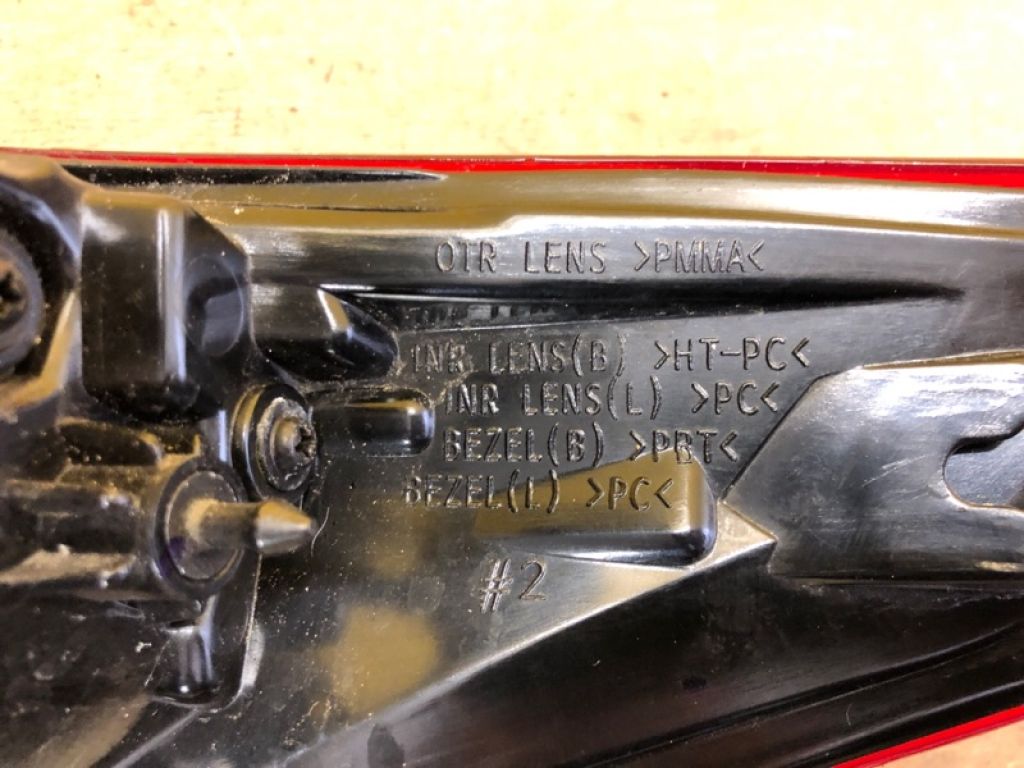 OTR LENS >PMMA<
INR LENS(B) >HT-PC<
INR LENS(L) >PC<
BEZEL(B) >PBT<
BEZEL(L) >PC<
#2